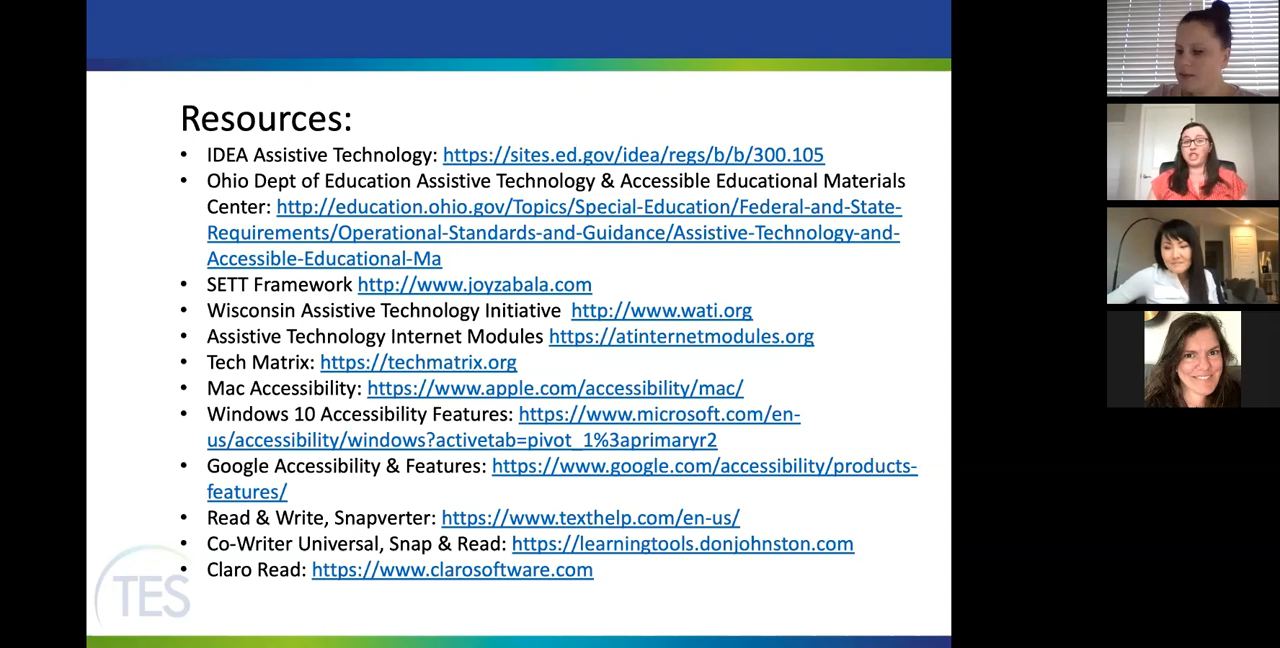 Resources:
• IDEA Assistive Technology: https://sites.ed.gov/idea/regs/b/b/300.105
• Ohio Dept of Education Assistive Technology & Accessible Educational Materials
Center: http://education.ohio.gov/Topics/Special-Education/Federal-and-State-
Requirements/Operational-Standards-and-Guidance/Assistive-Technology-and-
Accessible-Educational-Ma
• SETT Framework http://www.joyzabala.com
• Wisconsin Assistive Technology Initiative http://www.wati.org
• Assistive Technology Internet Modules https://atinternetmodules.org
• Tech Matrix: https://techmatrix.org
• Mac Accessibility: https://www.apple.com/accessibility/mac/
• Windows 10 Accessibility Features: https://www.microsoft.com/en-
us/accessibility/windows?activetab=pivot_1%3aprimaryr2
• Google Accessibility & Features: https://www.google.com/accessibility/products-
features/
• Read & Write, Snapverter: https://www.texthelp.com/en-us/
• Co-Writer Universal, Snap & Read: https://learningtools.donjohnston.com
• Claro Read: https://www.clarosoftware.com
TES